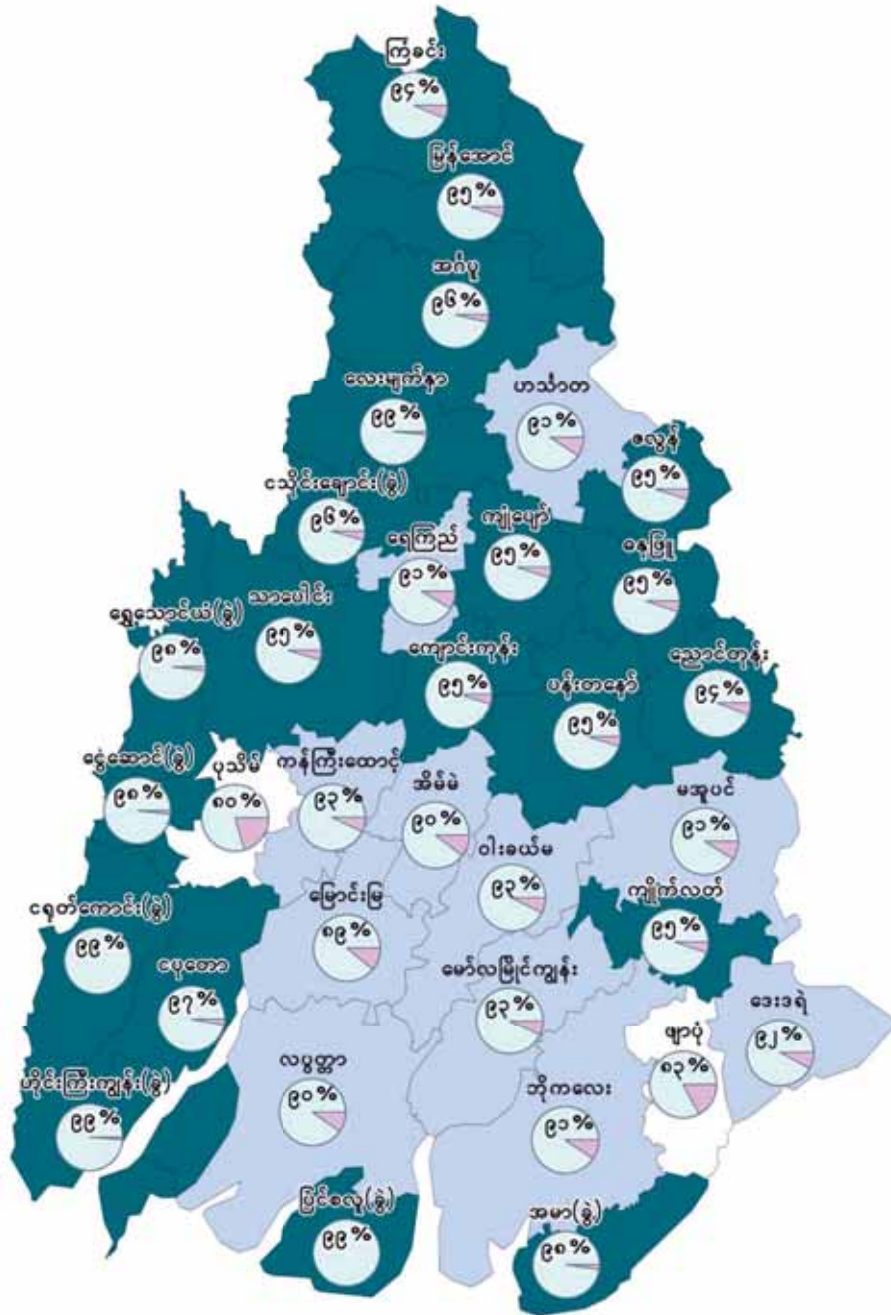 ကြံခင်း
၉၄%
မြန်အောင်
၉၅%
အင်္ဂပူ
၉၆%
လေးမျက်နှာ
၉၉%
ဟင်္သာတ
၉၁%
ဇလွန်
၉၅%
ငသိုင်းချောင်း(ခွဲ)
၉၆%
ရေကြည်
၉၁%
ကျုံပျော်
၉၅%
ဓနုဖြူ
၉၅%
ရွှေသောင်ယံ(ခွဲ)
၉၈%
သာပေါင်း
၉၅%
ကျောင်းကုန်း
၉၅%
ပန်းတနော်
၉၅%
ညောင်တုန်း
၉၄%
ငွေဆောင်(ခွဲ)
၉၈%
ပုသိမ်
၈၀%
ကန်ကြီးထောင့်
၉၃%
အိမ်မဲ
၉၀%
ဝါးခယ်မ
၉၃%
မအူပင်
၉၁%
ကျိုက်လတ်
၉၅%
ငရုတ်ကောင်း(ခွဲ)
၉၉%
မြောင်းမြ
၈၉%
ငပုတော
၉၇%
မော်လမြိုင်ကျွန်း
၉၃%
ဒေးဒရဲ
၉၂%
ဖျာပုံ
၈၃%
ဟိုင်းကြီးကျွန်း(ခွဲ)
၉၉%
လပွတ္တာ
၉၀%
ဘိုကလေး
၉၁%
ပြင်စလူ(ခွဲ)
၉၉%
အမာ(ခွဲ)
၉၈%